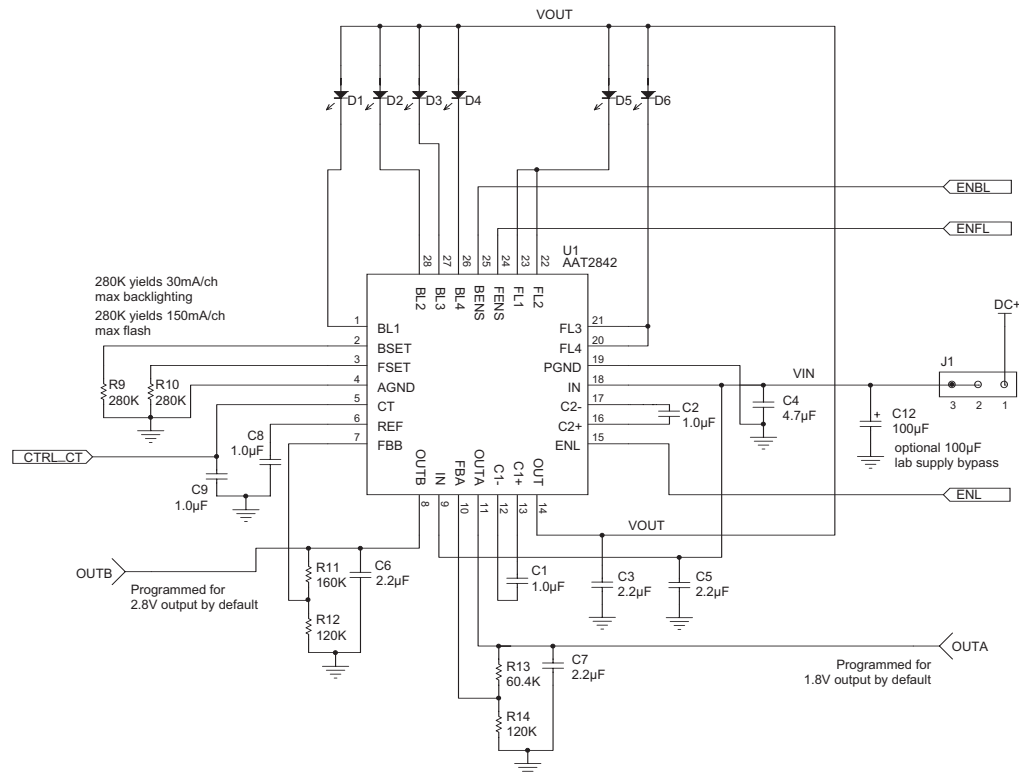 VOUT
D1
D2
D3
D4
D5
D6
ENBL
ENFL
U1
AAT2842
28
27
26
25
24
23
22
BL2
BL3
BL4
BENS
FENS
FL1
FL2
280K yields 30mA/ch
max backlighting
280K yields 150mA/ch
max flash
1
BL1
2
BSET
3
FSET
4
AGND
5
CT
6
REF
7
FBB
FL3
21
FL4
20
PGND
19
IN
18
C2-
17
C2+
16
ENL
15
R9
280K
R10
280K
CTRL_CT
C8
1.0µF
C9
1.0µF
C2
1.0µF
C4
4.7µF
VIN
DC+
J1
3
2
1
+
C12
100µF
optional 100µF
lab supply bypass
ENL
OUTB
IN
FBA
OUTA
C1-
C1+
OUT
8
9
10
11
12
13
14
VOUT
OUTB
Programmed for
2.8V output by default
R11
160K
C6
2.2µF
R12
120K
C1
1.0µF
C3
2.2µF
C5
2.2µF
R13
60.4K
C7
2.2µF
R14
120K
OUTA
Programmed for
1.8V output by default